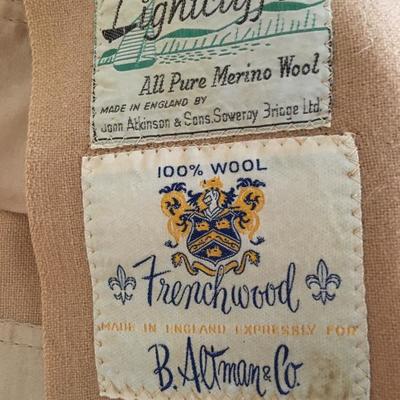 Lightcliffe
All Pure Merino Wool
MADE IN ENGLAND BY
John Atkinson & Sons. Sowerby Bridge Ltd.
100% WOOL
Frenchwood
MADE IN ENGLAND EXPRESSLY FOR
B. Altman & Co.